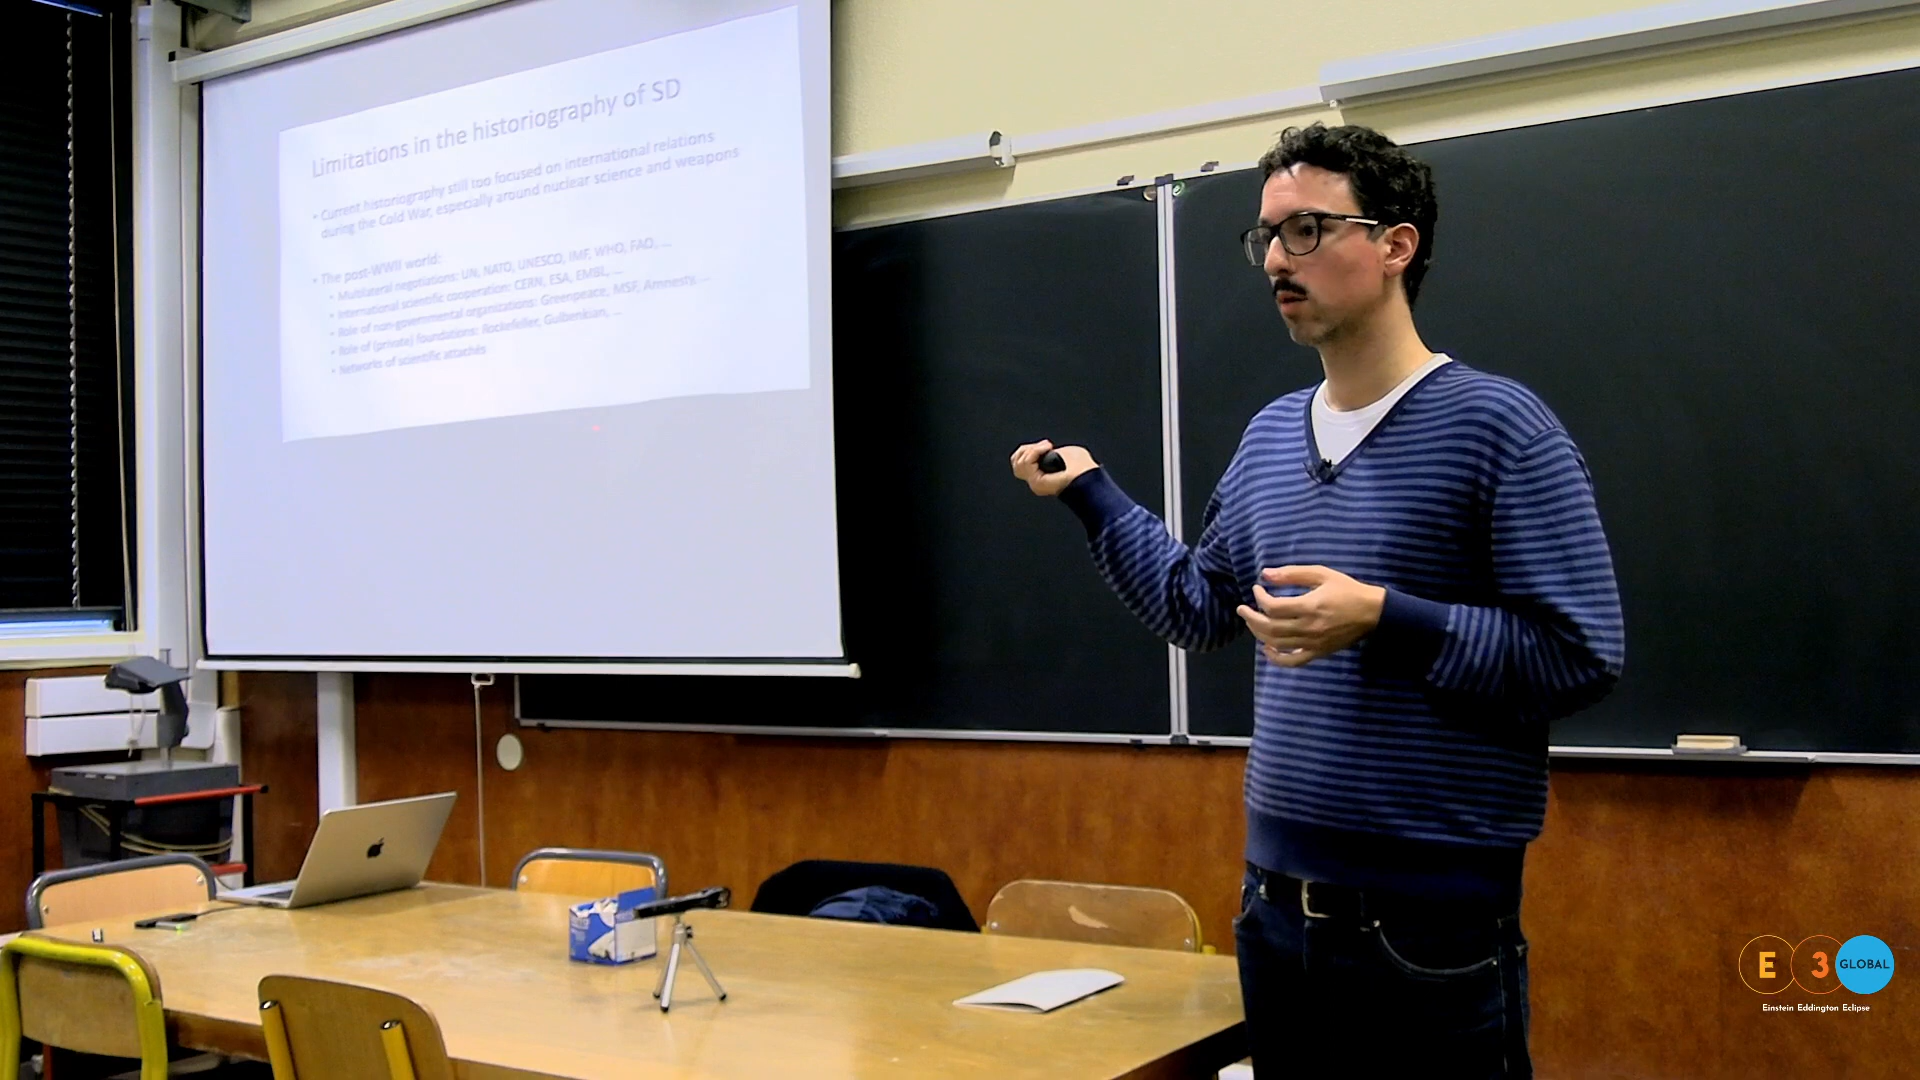 Limitations in the historiography of SD
• Current historiography still too focused on international relations
during the Cold War, especially around nuclear science and weapons
• The post-WWII world:
• Multilateral negotiations: UN, NATO, UNESCO, IMF, WHO, FAO, ...
• International scientific cooperation: CERN, ESA, EMBL, ...
• Role of non-governmental organizations: Greenpeace, MSF, Amnesty, ...
• Role of (private) foundations: Rockefeller, Gulbenkian, ...
• Networks of scientific attachés
E 3 GLOBAL
Einstein Eddington Eclipse